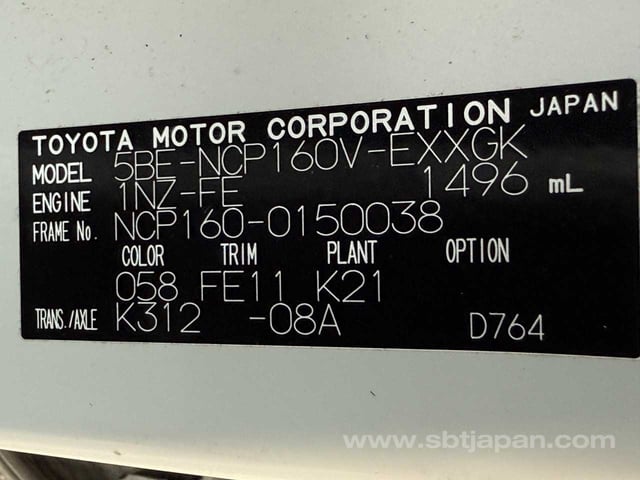 TOYOTA MOTOR CORPORATION JAPAN
MODEL 5BE-NCP160V-EXXGK
ENGINE 1NZ-FE 1496 mL
FRAME No. NCP160-0150038
COLOR TRIM PLANT OPTION
058 FE11 K21
TRANS./AXLE K312 -08A D764
www.sbtjapan.com